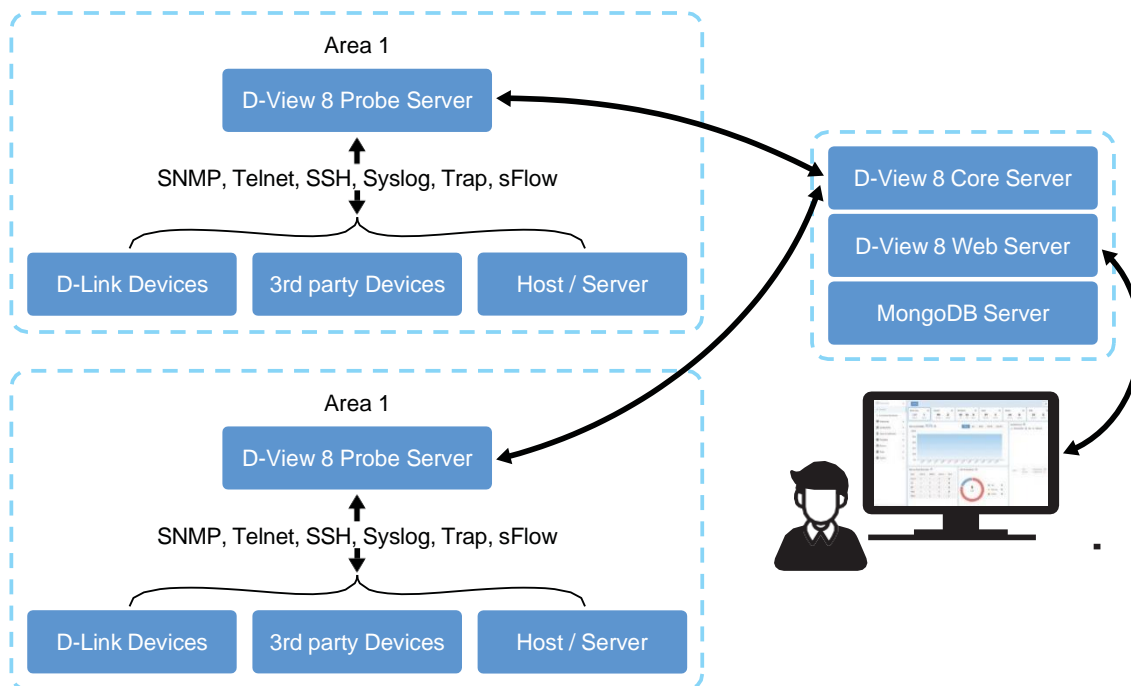 Area 1
D-View 8 Probe Server
SNMP, Telnet, SSH, Syslog, Trap, sFlow
D-Link Devices
3rd party Devices
Host / Server
D-View 8 Core Server
D-View 8 Web Server
MongoDB Server
Area 1
D-View 8 Probe Server
SNMP, Telnet, SSH, Syslog, Trap, sFlow
D-Link Devices
3rd party Devices
Host / Server
.